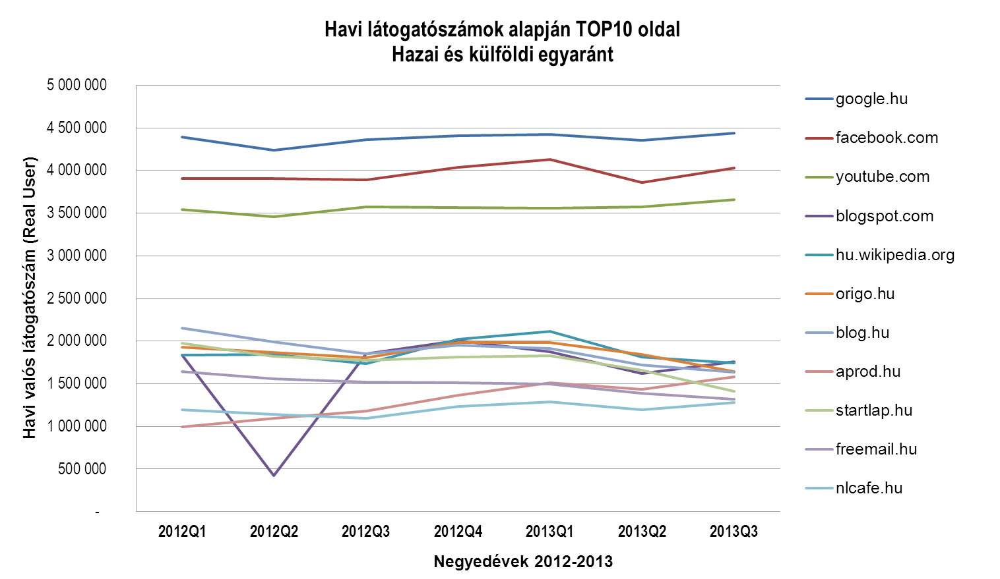 Havi látogatószámok alapján TOP10 oldal
Hazai és külföldi egyaránt
Havi valós látogatószám (Real User)
5 000 000
4 500 000
4 000 000
3 500 000
3 000 000
2 500 000
2 000 000
1 500 000
1 000 000
500 000
-
2012Q1 2012Q2 2012Q3 2012Q4 2013Q1 2013Q2 2013Q3
Negyedévek 2012-2013
google.hu
facebook.com
youtube.com
blogspot.com
hu.wikipedia.org
origo.hu
blog.hu
aprod.hu
startlap.hu
freemail.hu
nlcafe.hu